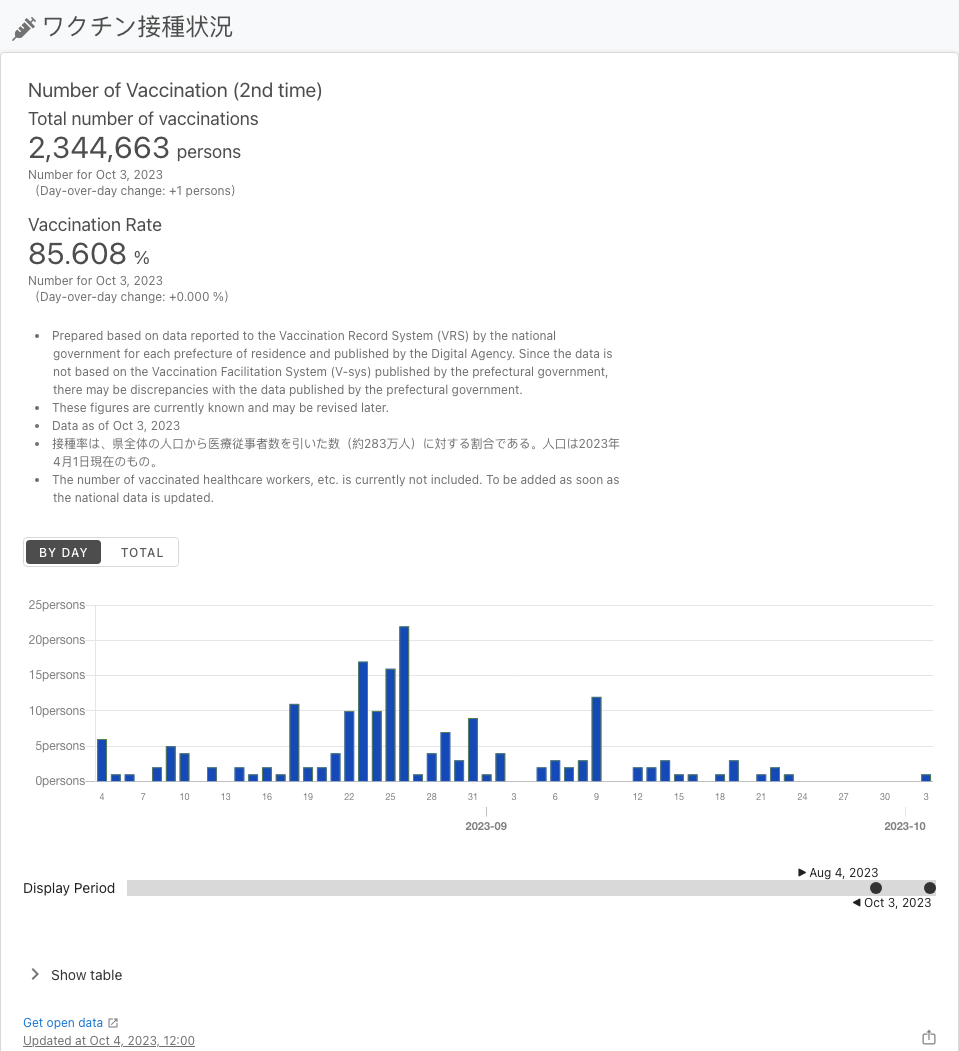 ワクチン接種状況
Number of Vaccination (2nd time)
Total number of vaccinations
2,344,663 persons
Number for Oct 3, 2023
(Day-over-day change: +1 persons)
Vaccination Rate
85.608 %
Number for Oct 3, 2023
(Day-over-day change: +0.000 %)
• Prepared based on data reported to the Vaccination Record System (VRS) by the national
government for each prefecture of residence and published by the Digital Agency. Since the data is
not based on the Vaccination Facilitation System (V-sys) published by the prefectural government,
there may be discrepancies with the data published by the prefectural government.
• These figures are currently known and may be revised later.
• Data as of Oct 3, 2023
• 接種率は、県全体の人口から医療従事者数を引いた数（約283万人）に対する割合である。人口は2023年
4月1日現在のもの。
• The number of vaccinated healthcare workers, etc. is currently not included. To be added as soon as
the national data is updated.
BY DAY TOTAL
25persons
20persons
15persons
10persons
5persons
0persons
4 7 10 13 16 19 22 25 28 31 3 6 9 12 15 18 21 24 27 30 3
2023-09 2023-10
▶ Aug 4, 2023
Display Period
◀ Oct 3, 2023
Show table
Get open data
Updated at Oct 4, 2023, 12:00